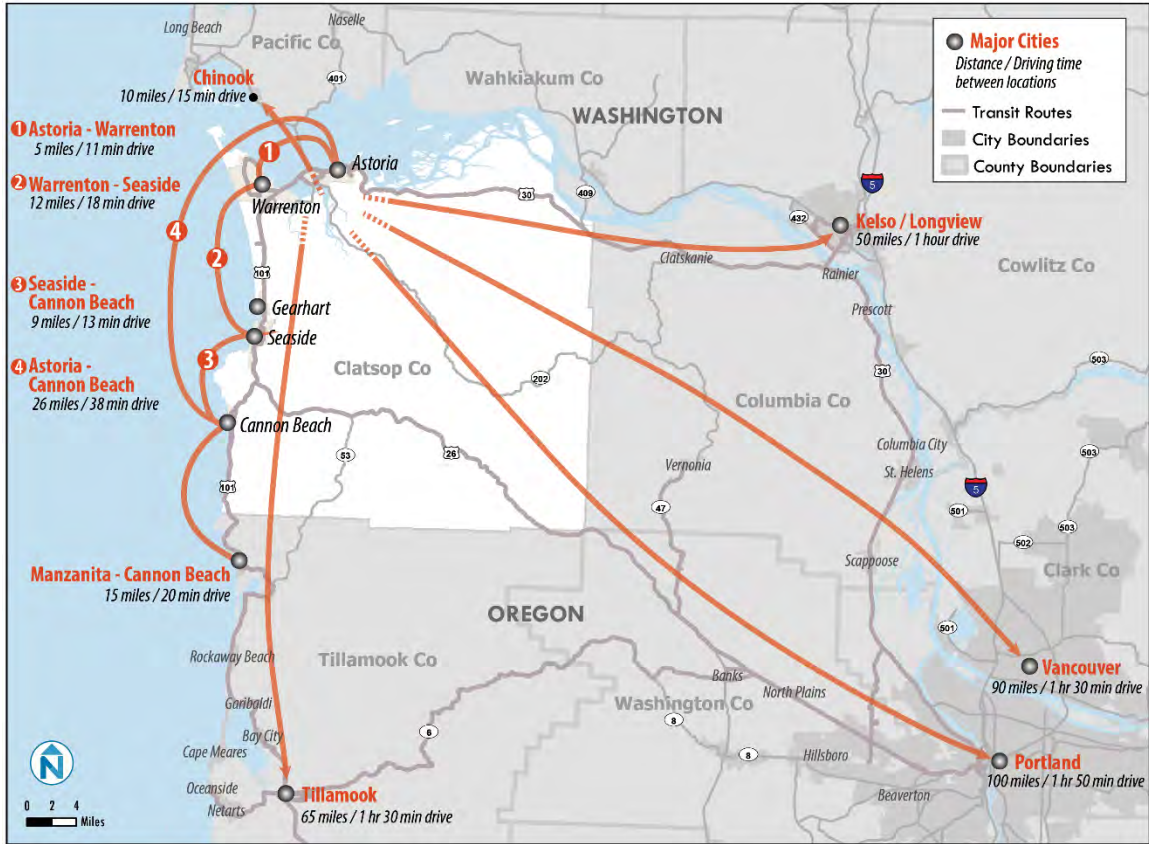 Long Beach
Naselle
Pacific Co
401
Wahkiakum Co
WASHINGTON
Major Cities
Distance / Driving time
between locations
Transit Routes
City Boundaries
County Boundaries
Chinook
10 miles / 15 min drive
1 Astoria - Warrenton
5 miles / 11 min drive
2 Warrenton - Seaside
12 miles / 18 min drive
3 Seaside -
Cannon Beach
9 miles / 13 min drive
4 Astoria -
Cannon Beach
26 miles / 38 min drive
1
2
3
4
Astoria
Warrenton
101
Gearhart
Seaside
Cannon Beach
Clatsop Co
30
409
432
5
Kelso / Longview
50 miles / 1 hour drive
Clatskanie
Rainier
Cowlitz Co
Prescott
202
503
30
Columbia Co
53
26
101
Vernonia
47
Columbia City
St. Helens
503
5
501
503
502
Manzanita - Cannon Beach
15 miles / 20 min drive
Scappoose
Clark Co
OREGON
501
Rockaway Beach
Tillamook Co
Vancouver
90 miles / 1 hr 30 min drive
Garibaldi
Banks
North Plains
Washington Co
Bay City
6
8
8
Cape Meares
Hillsboro
Portland
100 miles / 1 hr 50 min drive
Oceanside
Beaverton
Netarts
Tillamook
65 miles / 1 hr 30 min drive
N
0 2 4
Miles